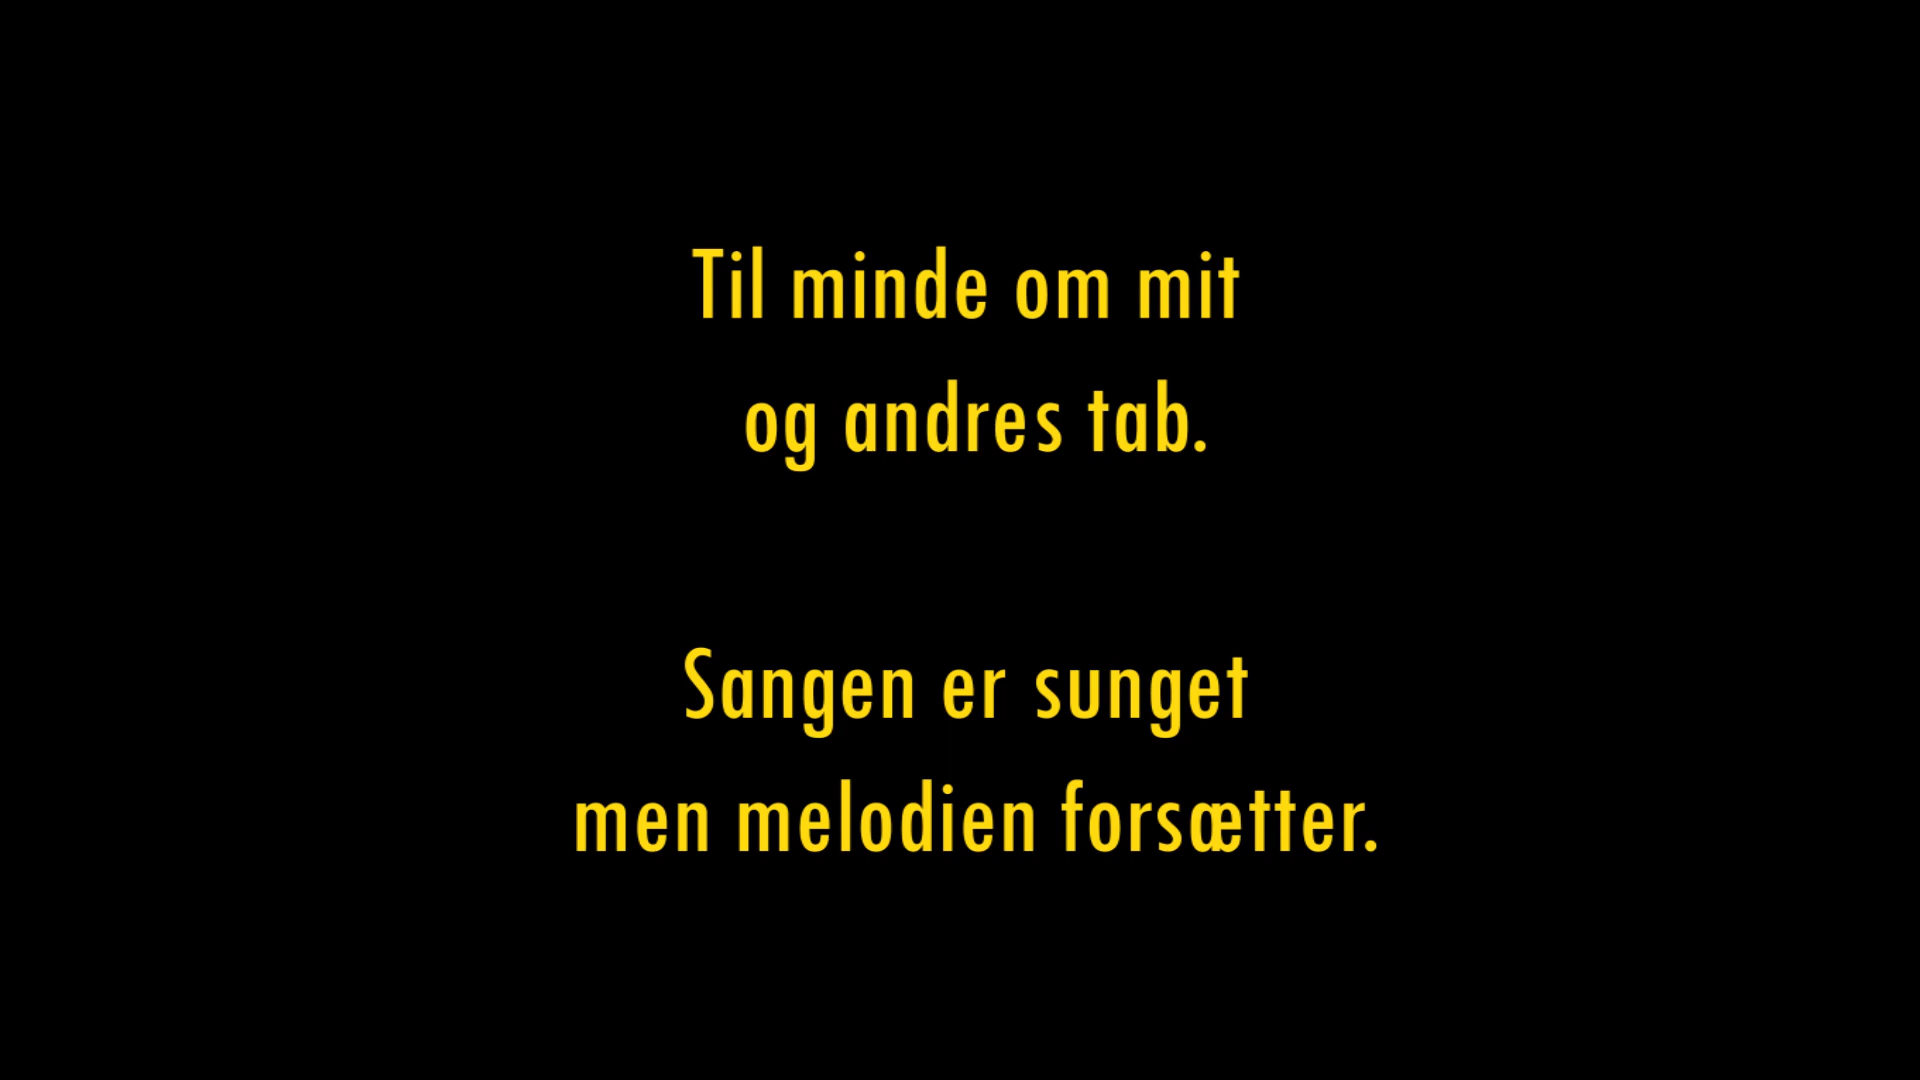 Til minde om mit
og andres tab.
Sangen er sunget
men melodien forsætter.